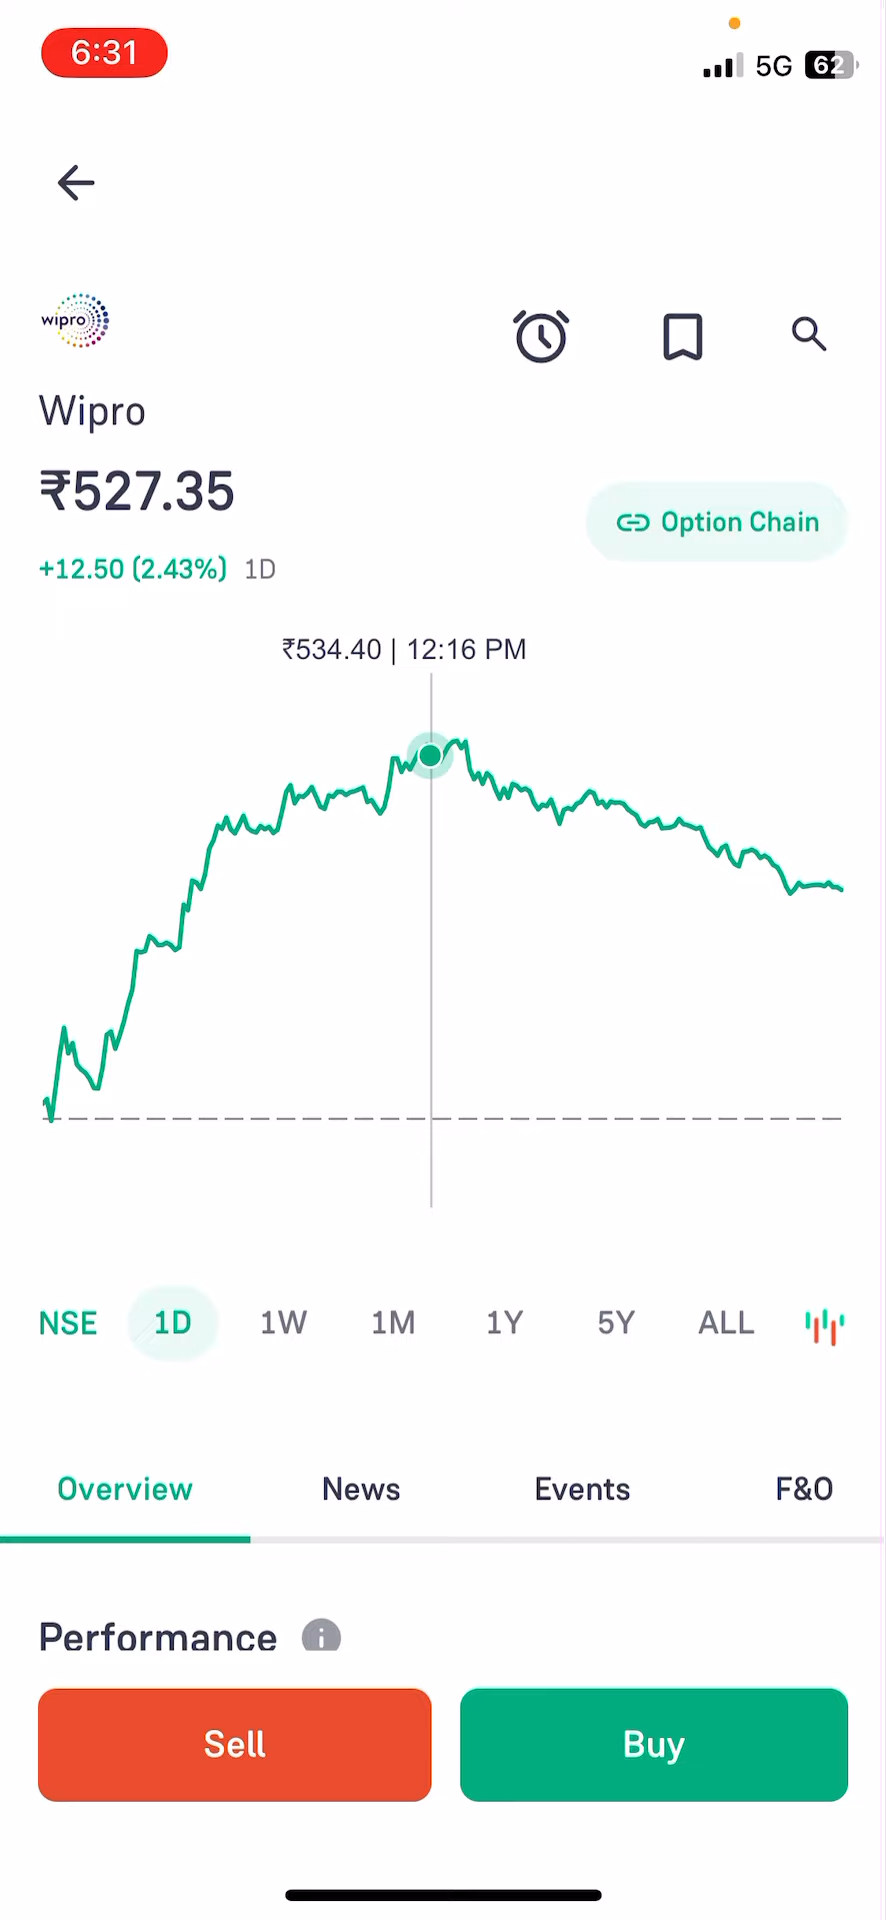 6:31
5G 62
wipro
Wipro
₹527.35
Option Chain
+12.50 (2.43%) 1D
₹534.40 | 12:16 PM
NSE 1D 1W 1M 1Y 5Y ALL
Overview News Events F&O
Performance i
Sell Buy